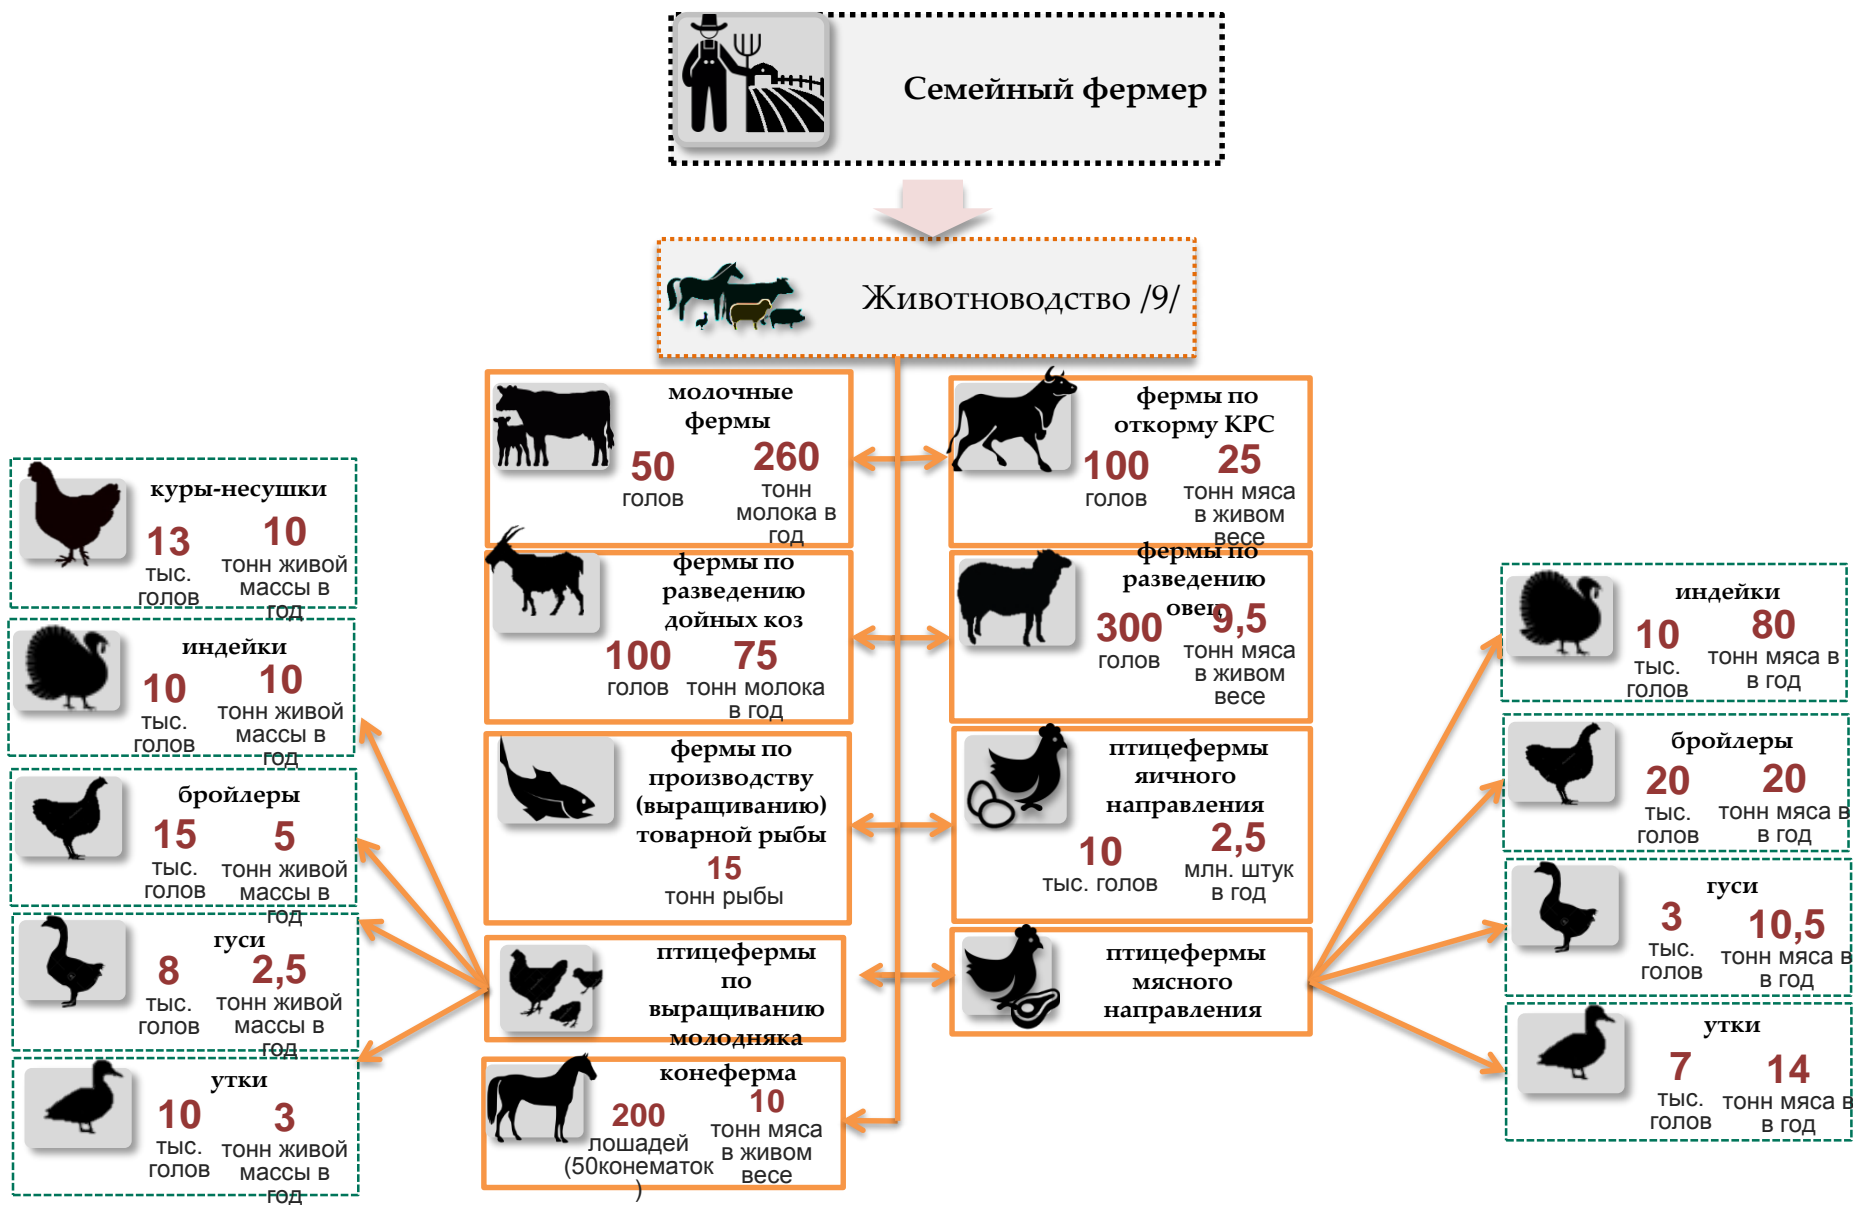 Семейный фермер
Животноводство /9/
молочные
фермы
50
голов
260
тонн
молока в
год
фермы по
откорму КРС
100
голов
25
тонн мяса
в живом
весе
фермы по
разведению
дойных коз
100
голов
75
тонн молока
в год
фермы по
разведению
овец
300
голов
9,5
тонн мяса
в живом
весе
фермы по
производству
(выращиванию)
товарной рыбы
15
тонн рыбы
птицефермы
яичного
направления
10
тыс. голов
2,5
млн. штук
в год
птицефермы
по
выращиванию
молодняка
птицефермы
мясного
направления
конеферма
200
лошадей
(50конематок
)
10
тонн мяса
в живом
весе
куры-несушки
13
тыс.
голов
10
тонн живой
массы в
год
индейки
10
тыс.
голов
10
тонн живой
массы в
год
бройлеры
15
тыс.
голов
5
тонн живой
массы в
год
гуси
8
тыс.
голов
2,5
тонн живой
массы в
год
утки
10
тыс.
голов
3
тонн живой
массы в
год
индейки
10
тыс.
голов
80
тонн мяса в
в год
бройлеры
20
тыс.
голов
20
тонн мяса в
в год
гуси
3
тыс.
голов
10,5
тонн мяса в
в год
утки
7
тыс.
голов
14
тонн мяса в
в год